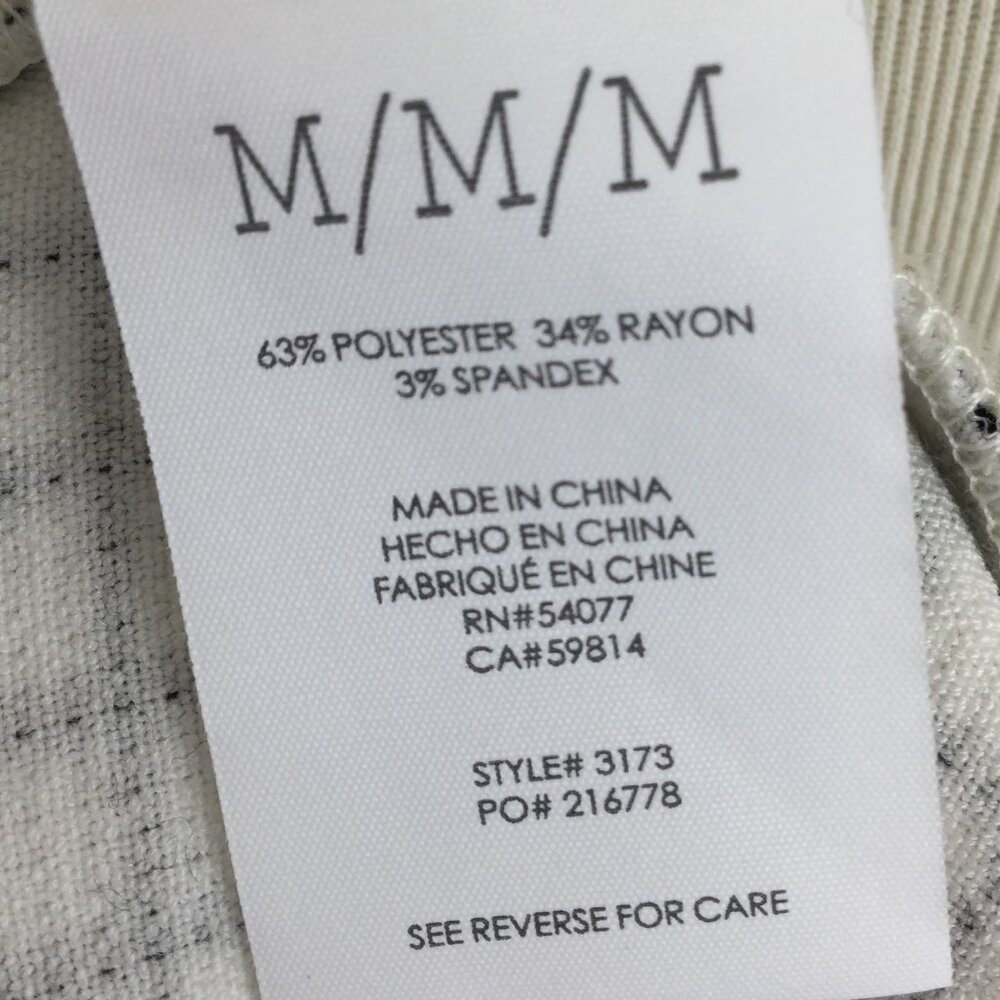 M/M/M
63% POLYESTER 34% RAYON
3% SPANDEX
MADE IN CHINA
HECHO EN CHINA
FABRIQUÉ EN CHINE
RN#54077
CA#59814
STYLE# 3173
PO# 216778
SEE REVERSE FOR CARE